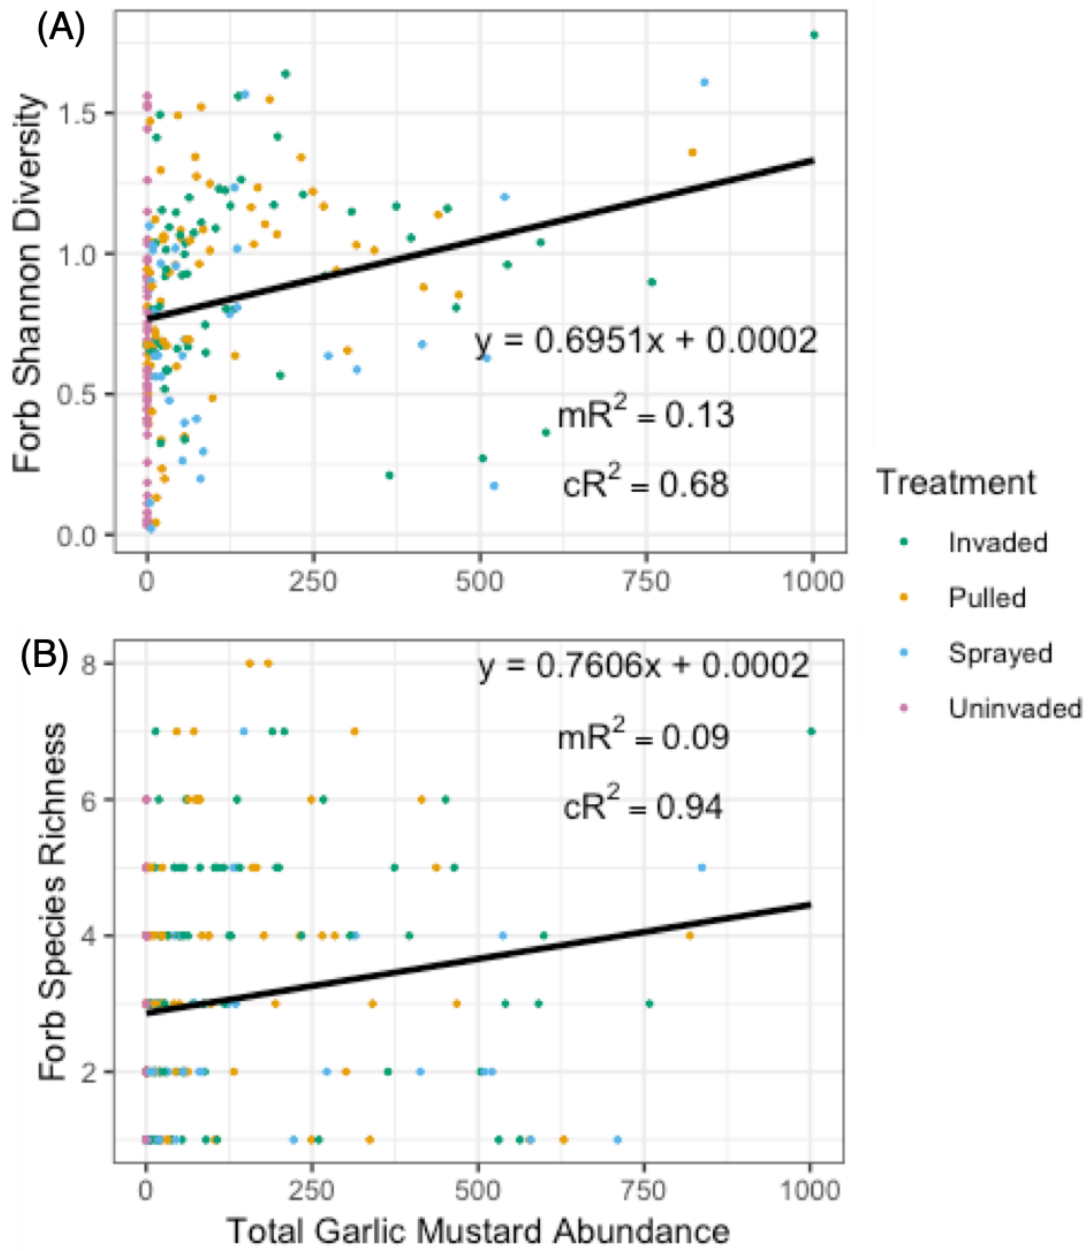 (A)
Forb Shannon Diversity
1.5
1.0
0.5
0.0
y = 0.6951x + 0.0002
mR² = 0.13
cR² = 0.68
0 250 500 750 1000
Treatment
Invaded
Pulled
Sprayed
Uninvaded
(B)
Forb Species Richness
8
6
4
2
y = 0.7606x + 0.0002
mR² = 0.09
cR² = 0.94
0 250 500 750 1000
Total Garlic Mustard Abundance